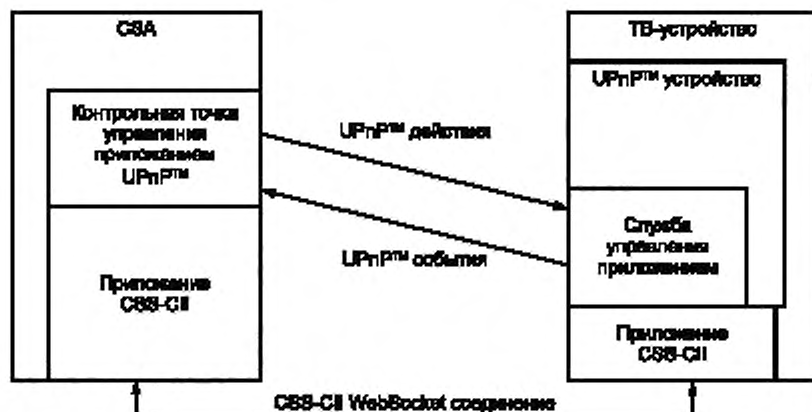 CSA
ТВ-устройство
UPnP™ устройство
Контрольная точка
управления
приложением
UPnP™
UPnP™ действия
UPnP™ события
Служба
управления
приложением
Приложение
CSS-CII
Приложение
CSS-CII
CSS-CII WebSocket соединение